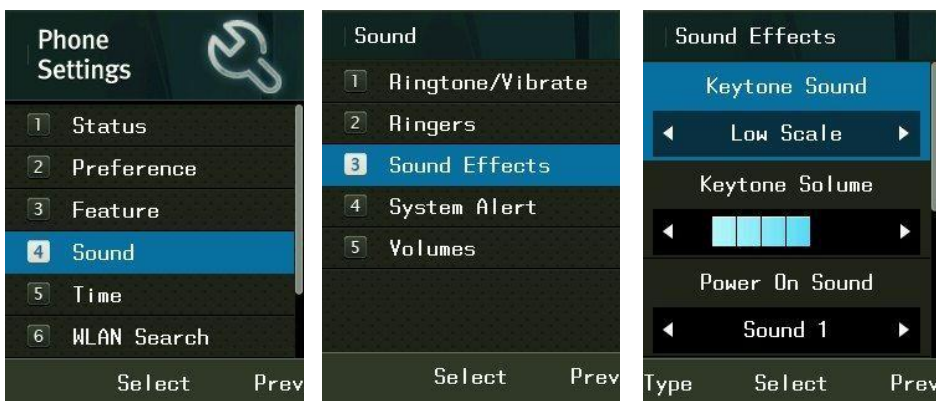 Phone
Settings
1 Status
2 Preference
3 Feature
4 Sound
5 Time
6 WLAN Search
Select Prev
Sound
1 Ringtone/Vibrate
2 Ringers
3 Sound Effects
4 System Alert
5 Volumes
Select Prev
Sound Effects
Keytone Sound
Low Scale
Keytone Solume
Power On Sound
Sound 1
Type Select Prev